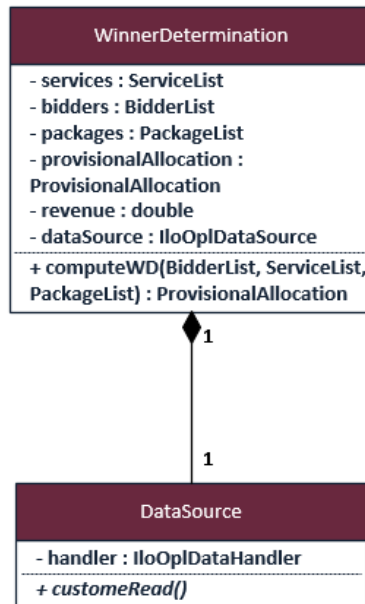 WinnerDetermination
- services : ServiceList
- bidders : BidderList
- packages : PackageList
- provisionalAllocation :
ProvisionalAllocation
- revenue : double
- dataSource : IloOplDataSource
+ computeWD(BidderList, ServiceList,
PackageList) : ProvisionalAllocation
1
1
DataSource
- handler : IloOplDataHandler
+ customeRead()